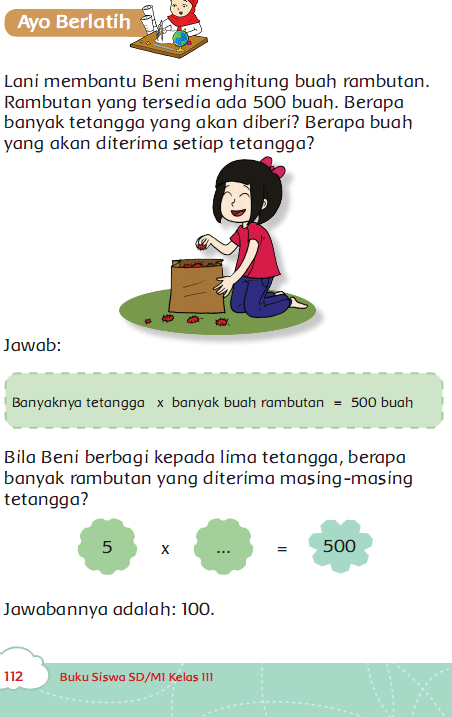 Ayo Berlatih
Lani membantu Beni menghitung buah rambutan.
Rambutan yang tersedia ada 500 buah. Berapa
banyak tetangga yang akan diberi? Berapa buah
yang akan diterima setiap tetangga?
Jawab:
Banyaknya tetangga x banyak buah rambutan = 500 buah
Bila Beni berbagi kepada lima tetangga, berapa
banyak rambutan yang diterima masing-masing
tetangga?
5 x ... = 500
Jawabannya adalah: 100.
112 Buku Siswa SD/MI Kelas III